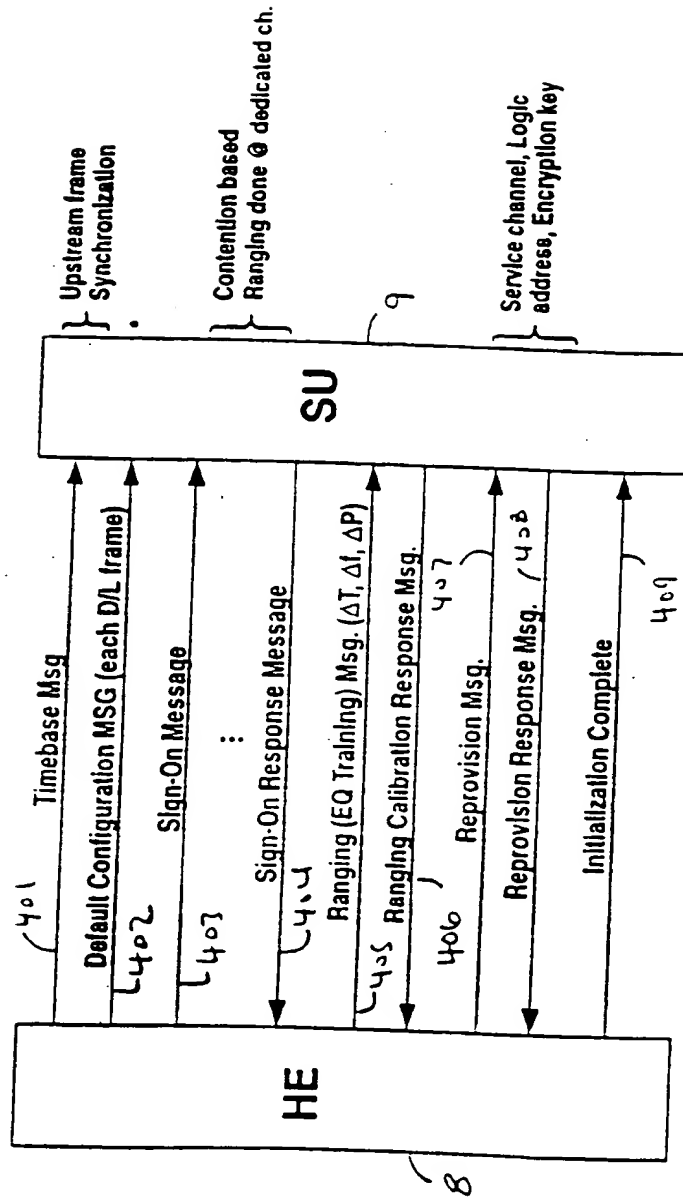 HE
8
SU
9
401
Timebase Msg
Default Configuration MSG (each D/L frame)
402
Sign-On Message
403
Sign-On Response Message
404
Ranging (EQ Training) Msg. (ΔT, Δf, ΔP)
405
Ranging Calibration Response Msg.
406
407
Reprovision Msg.
Reprovision Response Msg.
408
Initialization Complete
409
Upstream frame
Synchronization
Contention based
Ranging done @ dedicated ch.
Service channel, Logic
address, Encryption key